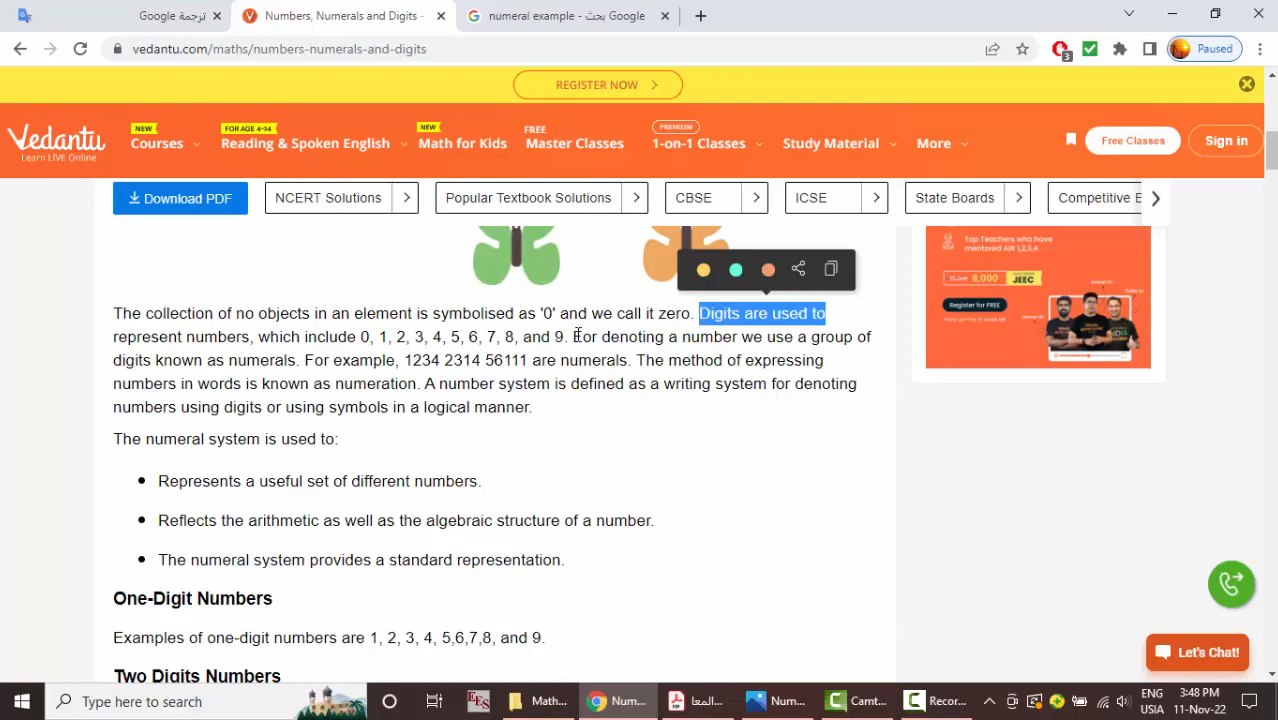 ترجمة Google
Numbers, Numerals and Digits -
numeral example - بحث Google
vedantu.com/maths/numbers-numerals-and-digits
3
Paused
REGISTER NOW
Vedantu
Learn LIVE Online
NEW
Courses
FOR AGE 4-14
Reading & Spoken English
NEW
Math for Kids
FREE
Master Classes
PREMIUM
1-on-1 Classes
Study Material
More
Free Classes
Sign in
Download PDF
NCERT Solutions
Popular Textbook Solutions
CBSE
ICSE
State Boards
Competitive E
Top Teachers who have
mentored AIR 1,2,3,4
8,000
JEEC
Register for FREE
The collection of no objects in an element is symbolised as '0' and we call it zero. Digits are used to
represent numbers, which include 0, 1, 2, 3, 4, 5, 6, 7, 8, and 9. For denoting a number we use a group of
digits known as numerals. For example, 1234 2314 56111 are numerals. The method of expressing
numbers in words is known as numeration. A number system is defined as a writing system for denoting
numbers using digits or using symbols in a logical manner.
The numeral system is used to:
Represents a useful set of different numbers.
Reflects the arithmetic as well as the algebraic structure of a number.
The numeral system provides a standard representation.
One-Digit Numbers
Examples of one-digit numbers are 1, 2, 3, 4, 5,6,7,8, and 9.
Two Digits Numbers
Let's Chat!
Type here to search
DES
Math...
Num...
المعا...
Num...
Camt...
Recor...
ENG
USA
3:48 PM
11-Nov-22